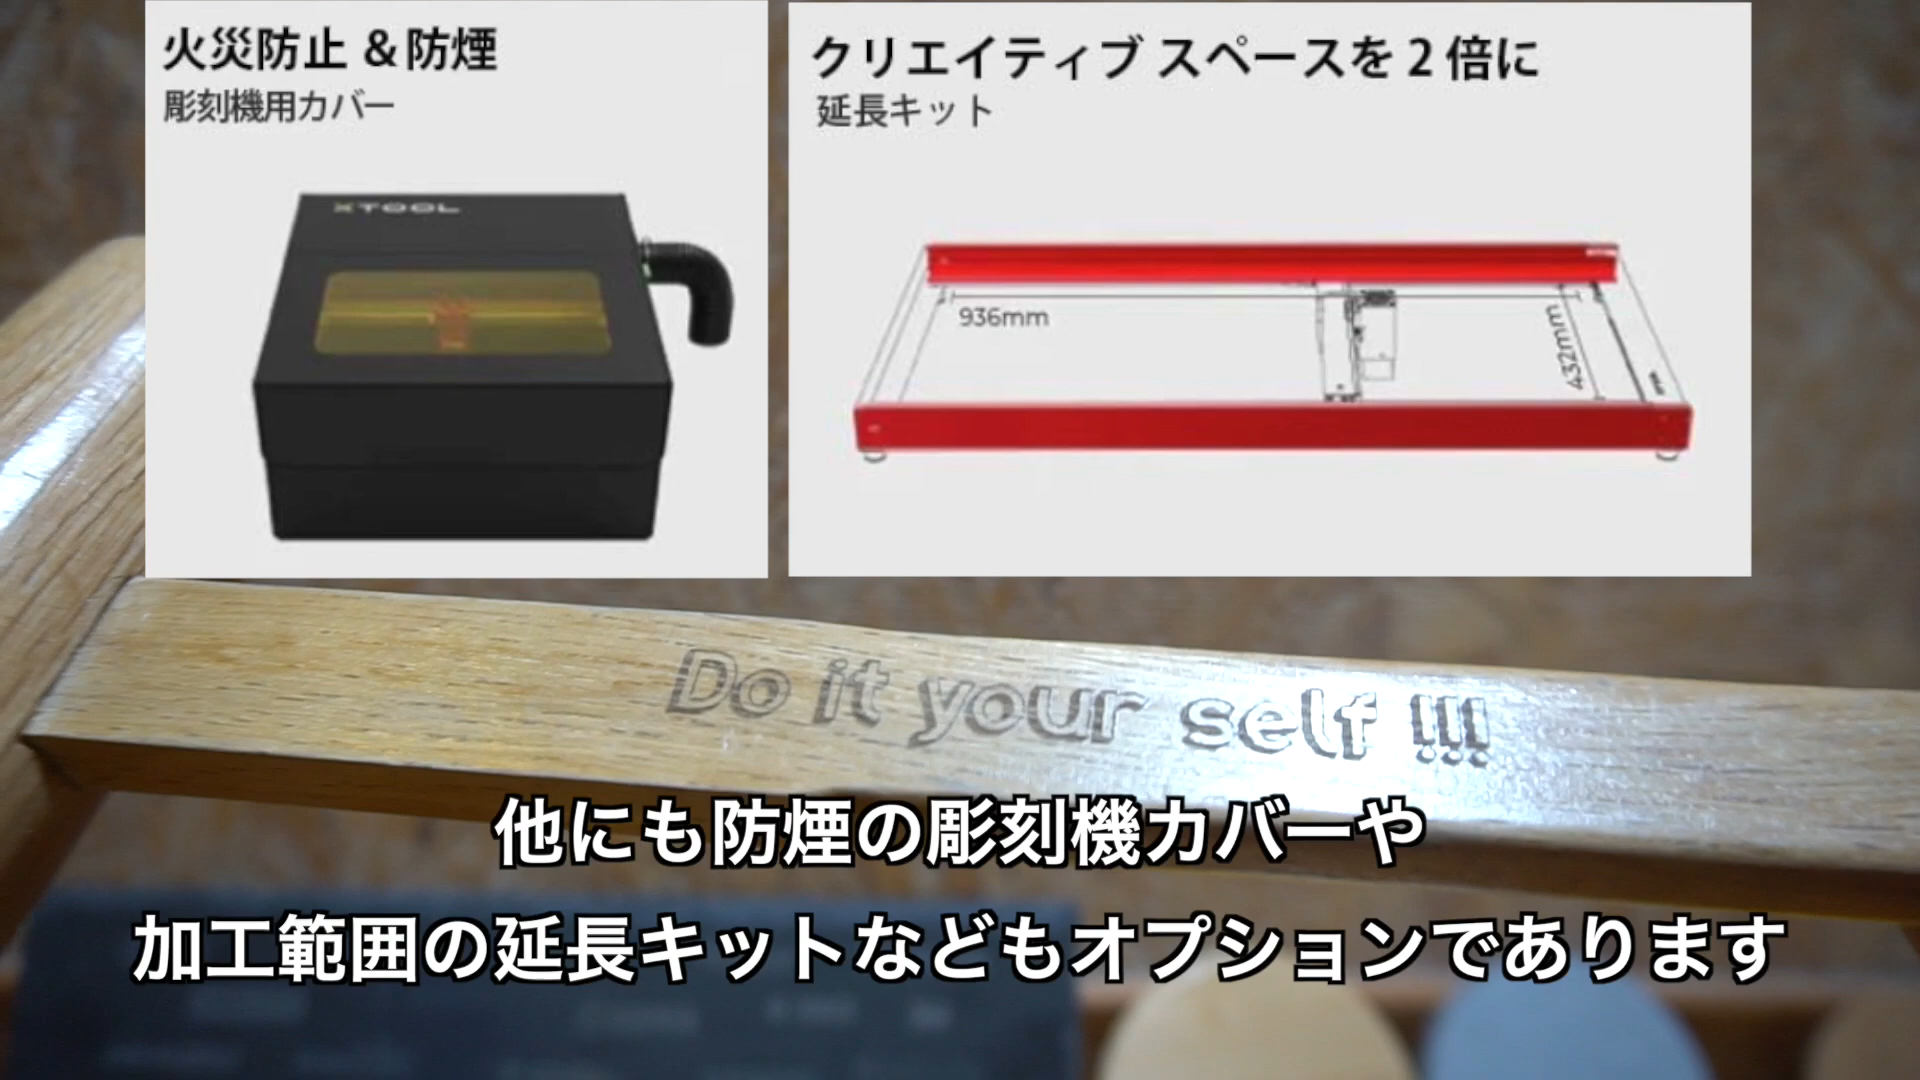 火災防止 & 防煙
彫刻機用カバー
XTOOL
クリエイティブ スペースを 2 倍に
延長キット
936mm
432mm
Do it your self !!!
他にも防煙の彫刻機カバーや
加工範囲の延長キットなどもオプションであります